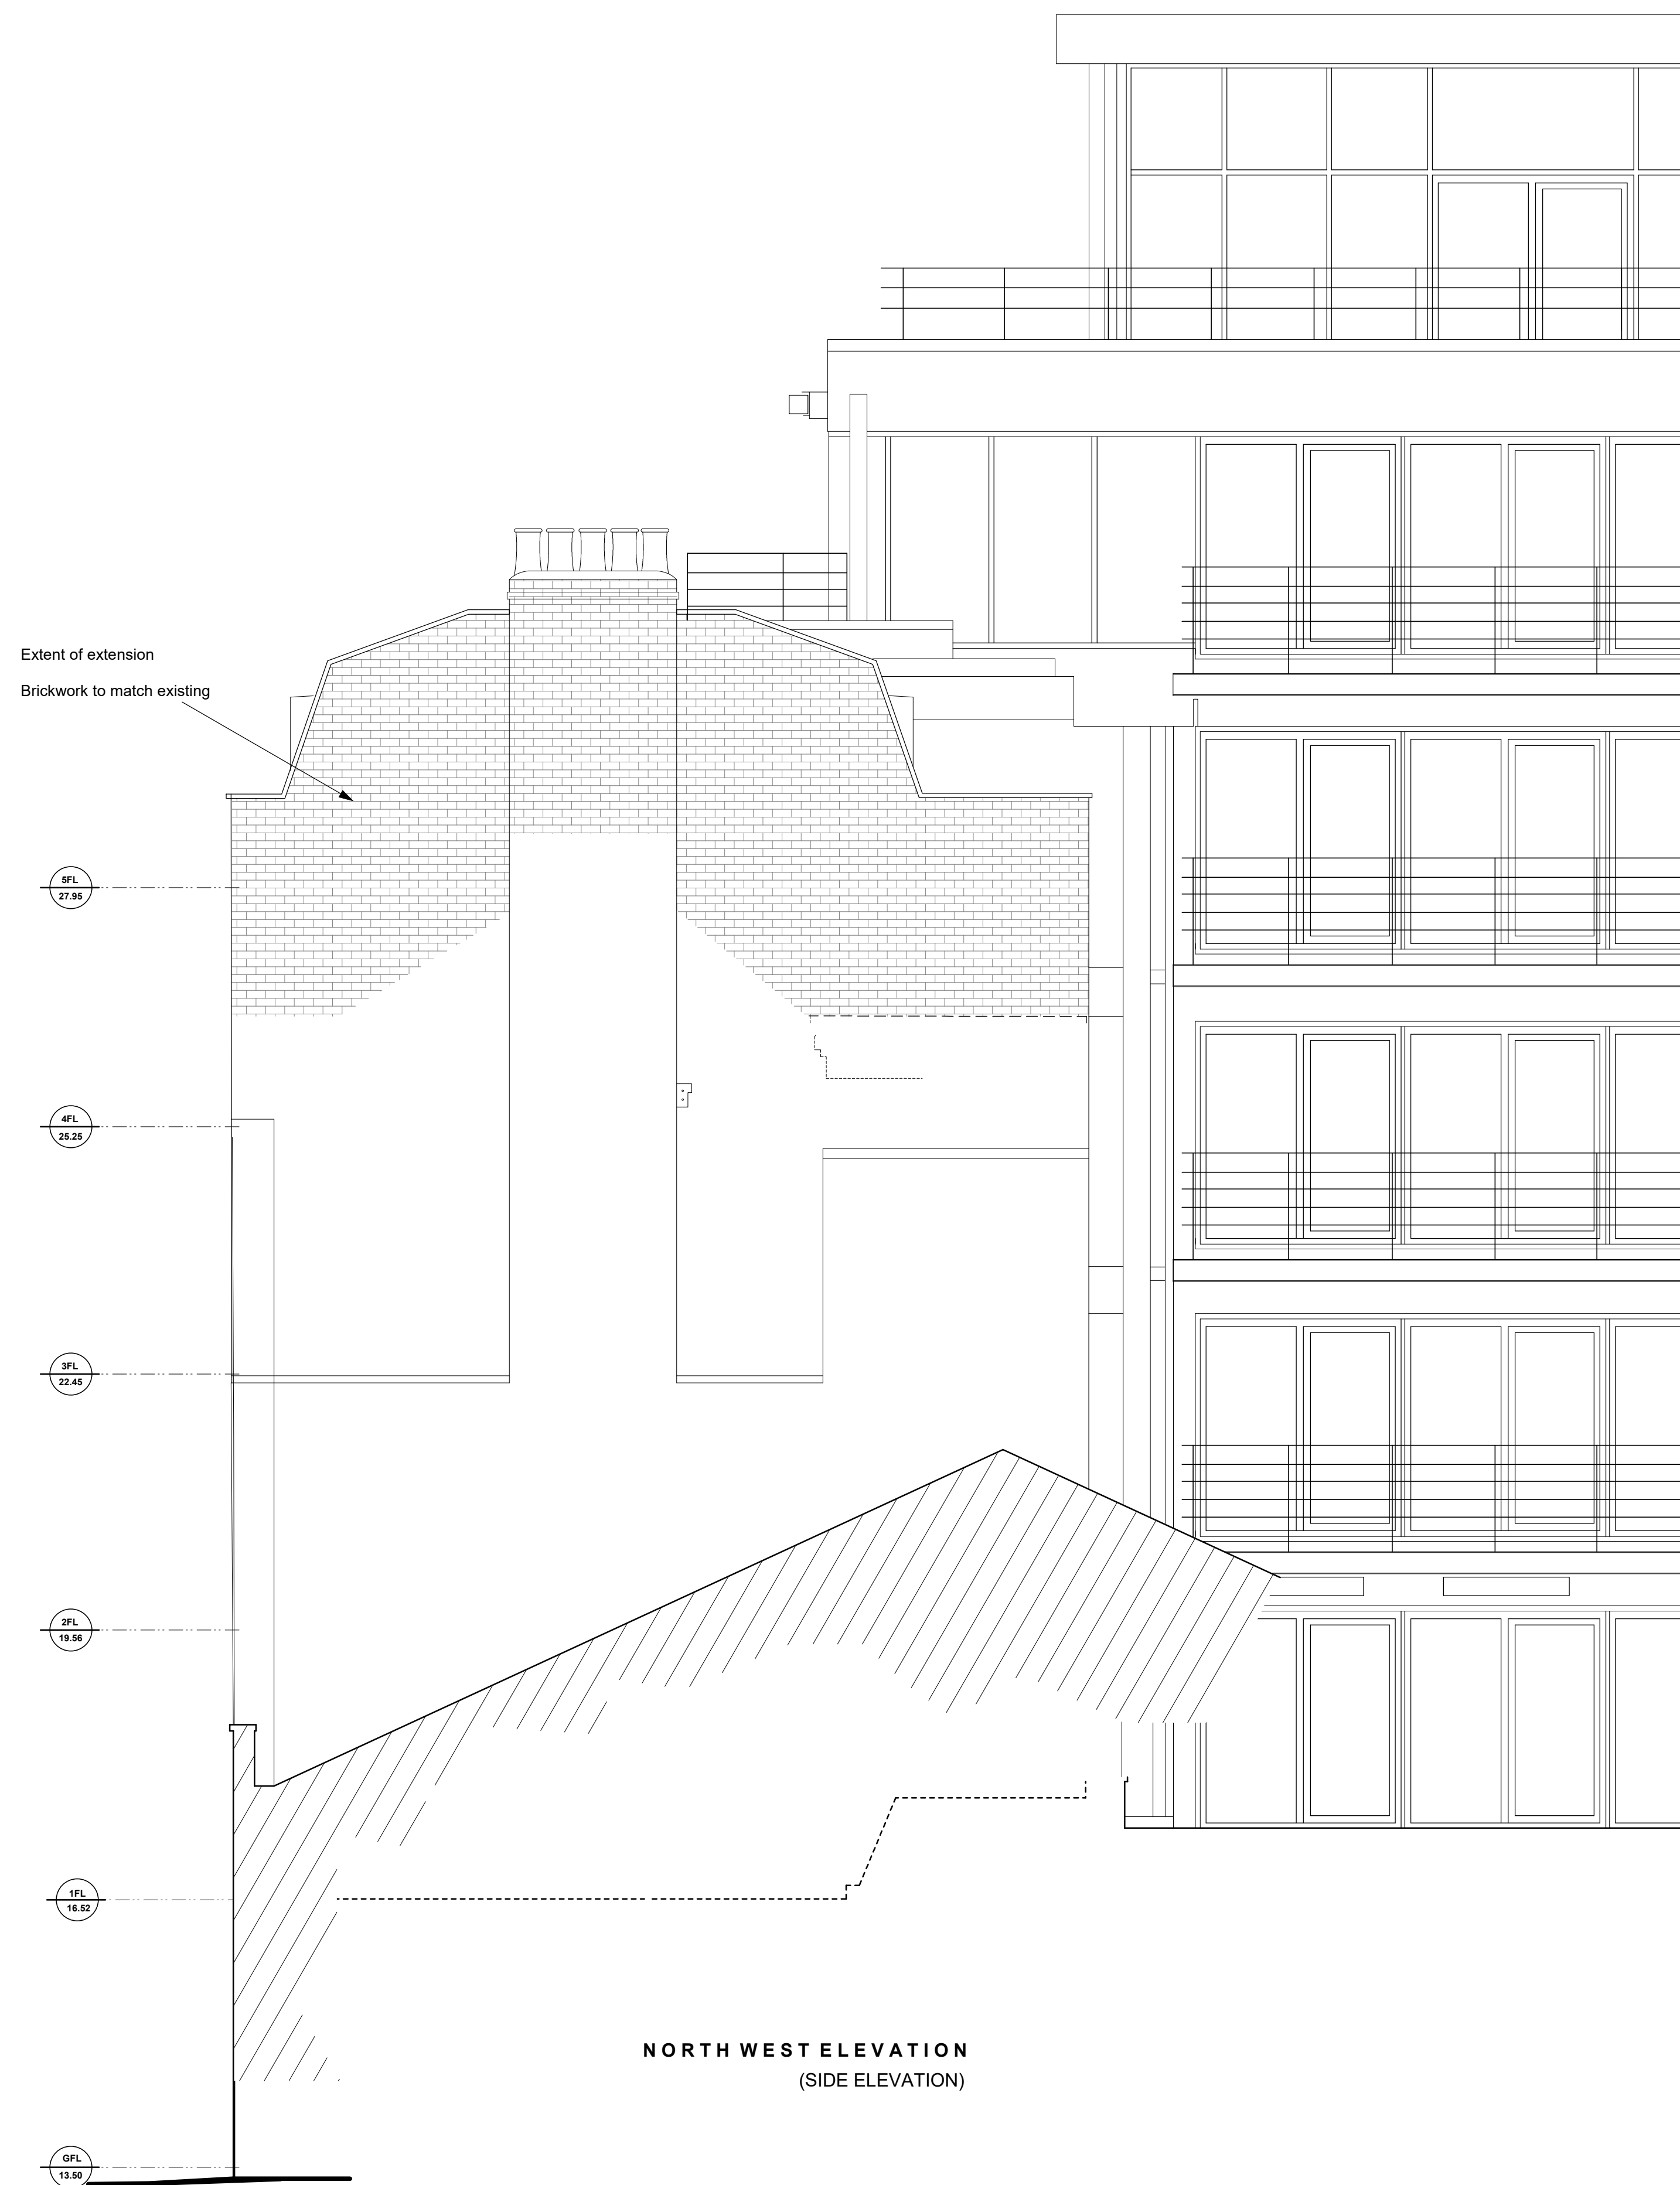 Extent of extension
Brickwork to match existing
5FL
27.95
4FL
25.25
3FL
22.45
2FL
19.56
1FL
16.52
NORTH WEST ELEVATION
(SIDE ELEVATION)
GFL
13.50